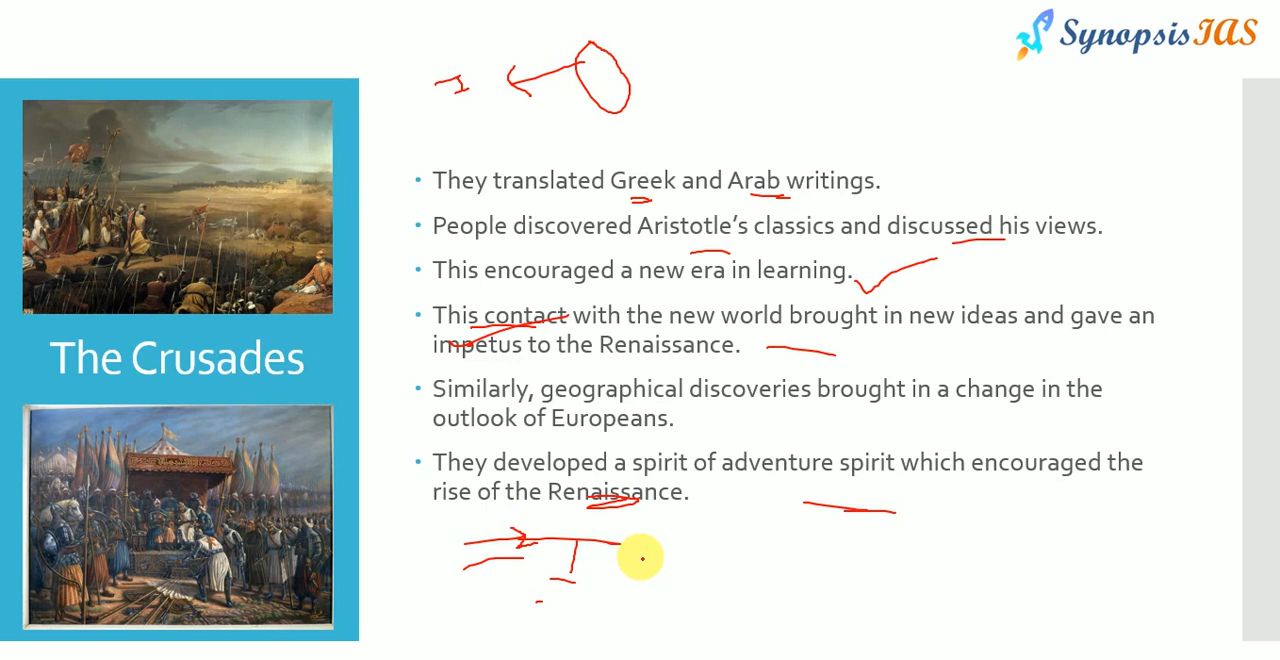 SynopsisIAS
• They translated Greek and Arab writings.
• People discovered Aristotle's classics and discussed his views.
• This encouraged a new era in learning.
• This contact with the new world brought in new ideas and gave an
impetus to the Renaissance.
• Similarly, geographical discoveries brought in a change in the
outlook of Europeans.
• They developed a spirit of adventure spirit which encouraged the
rise of the Renaissance.
The Crusades